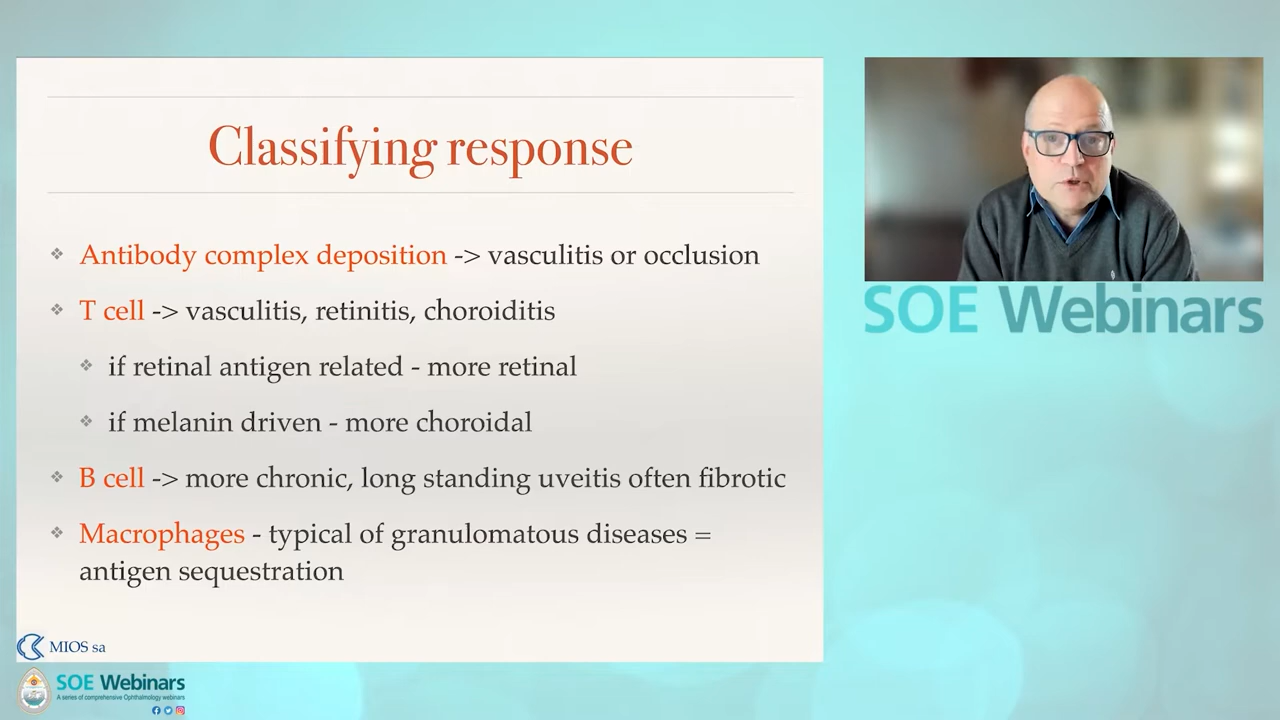 Classifying response
Antibody complex deposition -> vasculitis or occlusion
T cell -> vasculitis, retinitis, choroiditis
if retinal antigen related - more retinal
if melanin driven - more choroidal
B cell -> more chronic, long standing uveitis often fibrotic
Macrophages - typical of granulomatous diseases =
antigen sequestration
MIOS sa
SOE Webinars
SOE Webinars
A series of comprehensive Ophthalmology webinars